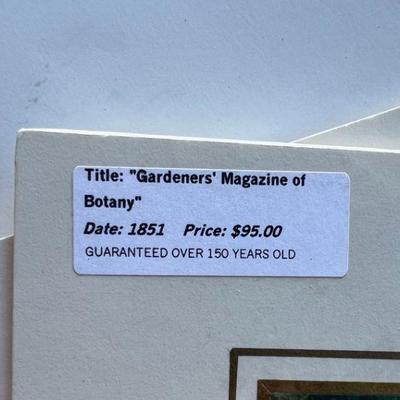 Title: "Gardeners' Magazine of
Botany"
Date: 1851 Price: $95.00
GUARANTEED OVER 150 YEARS OLD